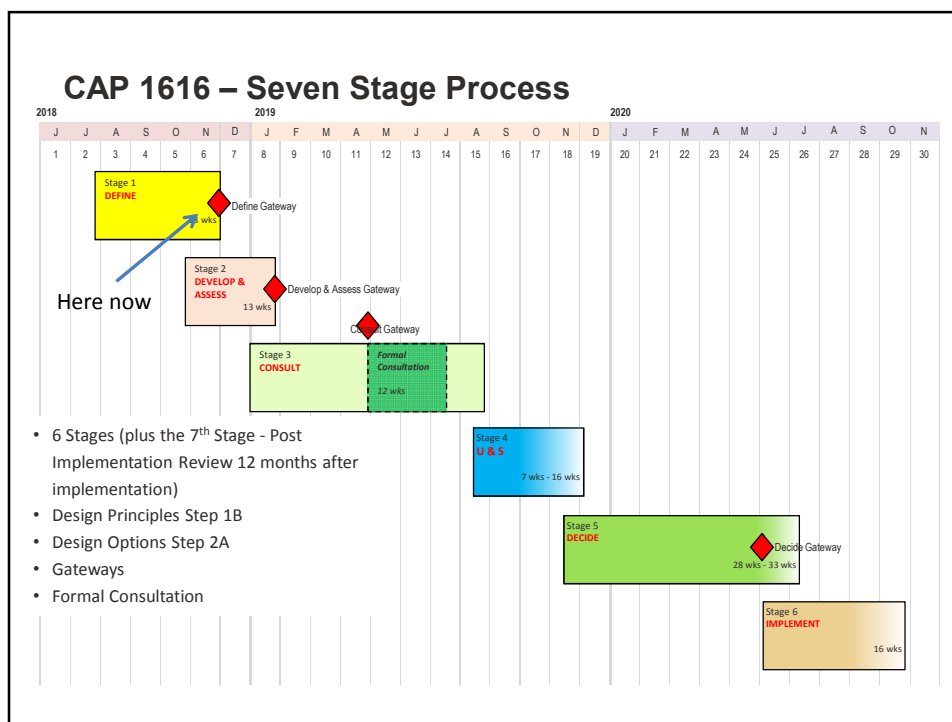 CAP 1616 – Seven Stage Process
2018 2019 2020
J J A S O N D J F M A M J J A S O N D J F M A M J J A S O N
1 2 3 4 5 6 7 8 9 10 11 12 13 14 15 16 17 18 19 20 21 22 23 24 25 26 27 28 29 30
Stage 1
DEFINE
Define Gateway
wks
Stage 2
DEVELOP &
ASSESS
Develop & Assess Gateway
13 wks
Here now
Consult Gateway
Stage 3
CONSULT
Formal
Consultation
12 wks
• 6 Stages (plus the 7th Stage - Post
Implementation Review 12 months after
implementation)
• Design Principles Step 1B
• Design Options Step 2A
• Gateways
• Formal Consultation
Stage 4
U & S
7 wks - 16 wks
Stage 5
DECIDE
Decide Gateway
28 wks - 33 wks
Stage 6
IMPLEMENT
16 wks